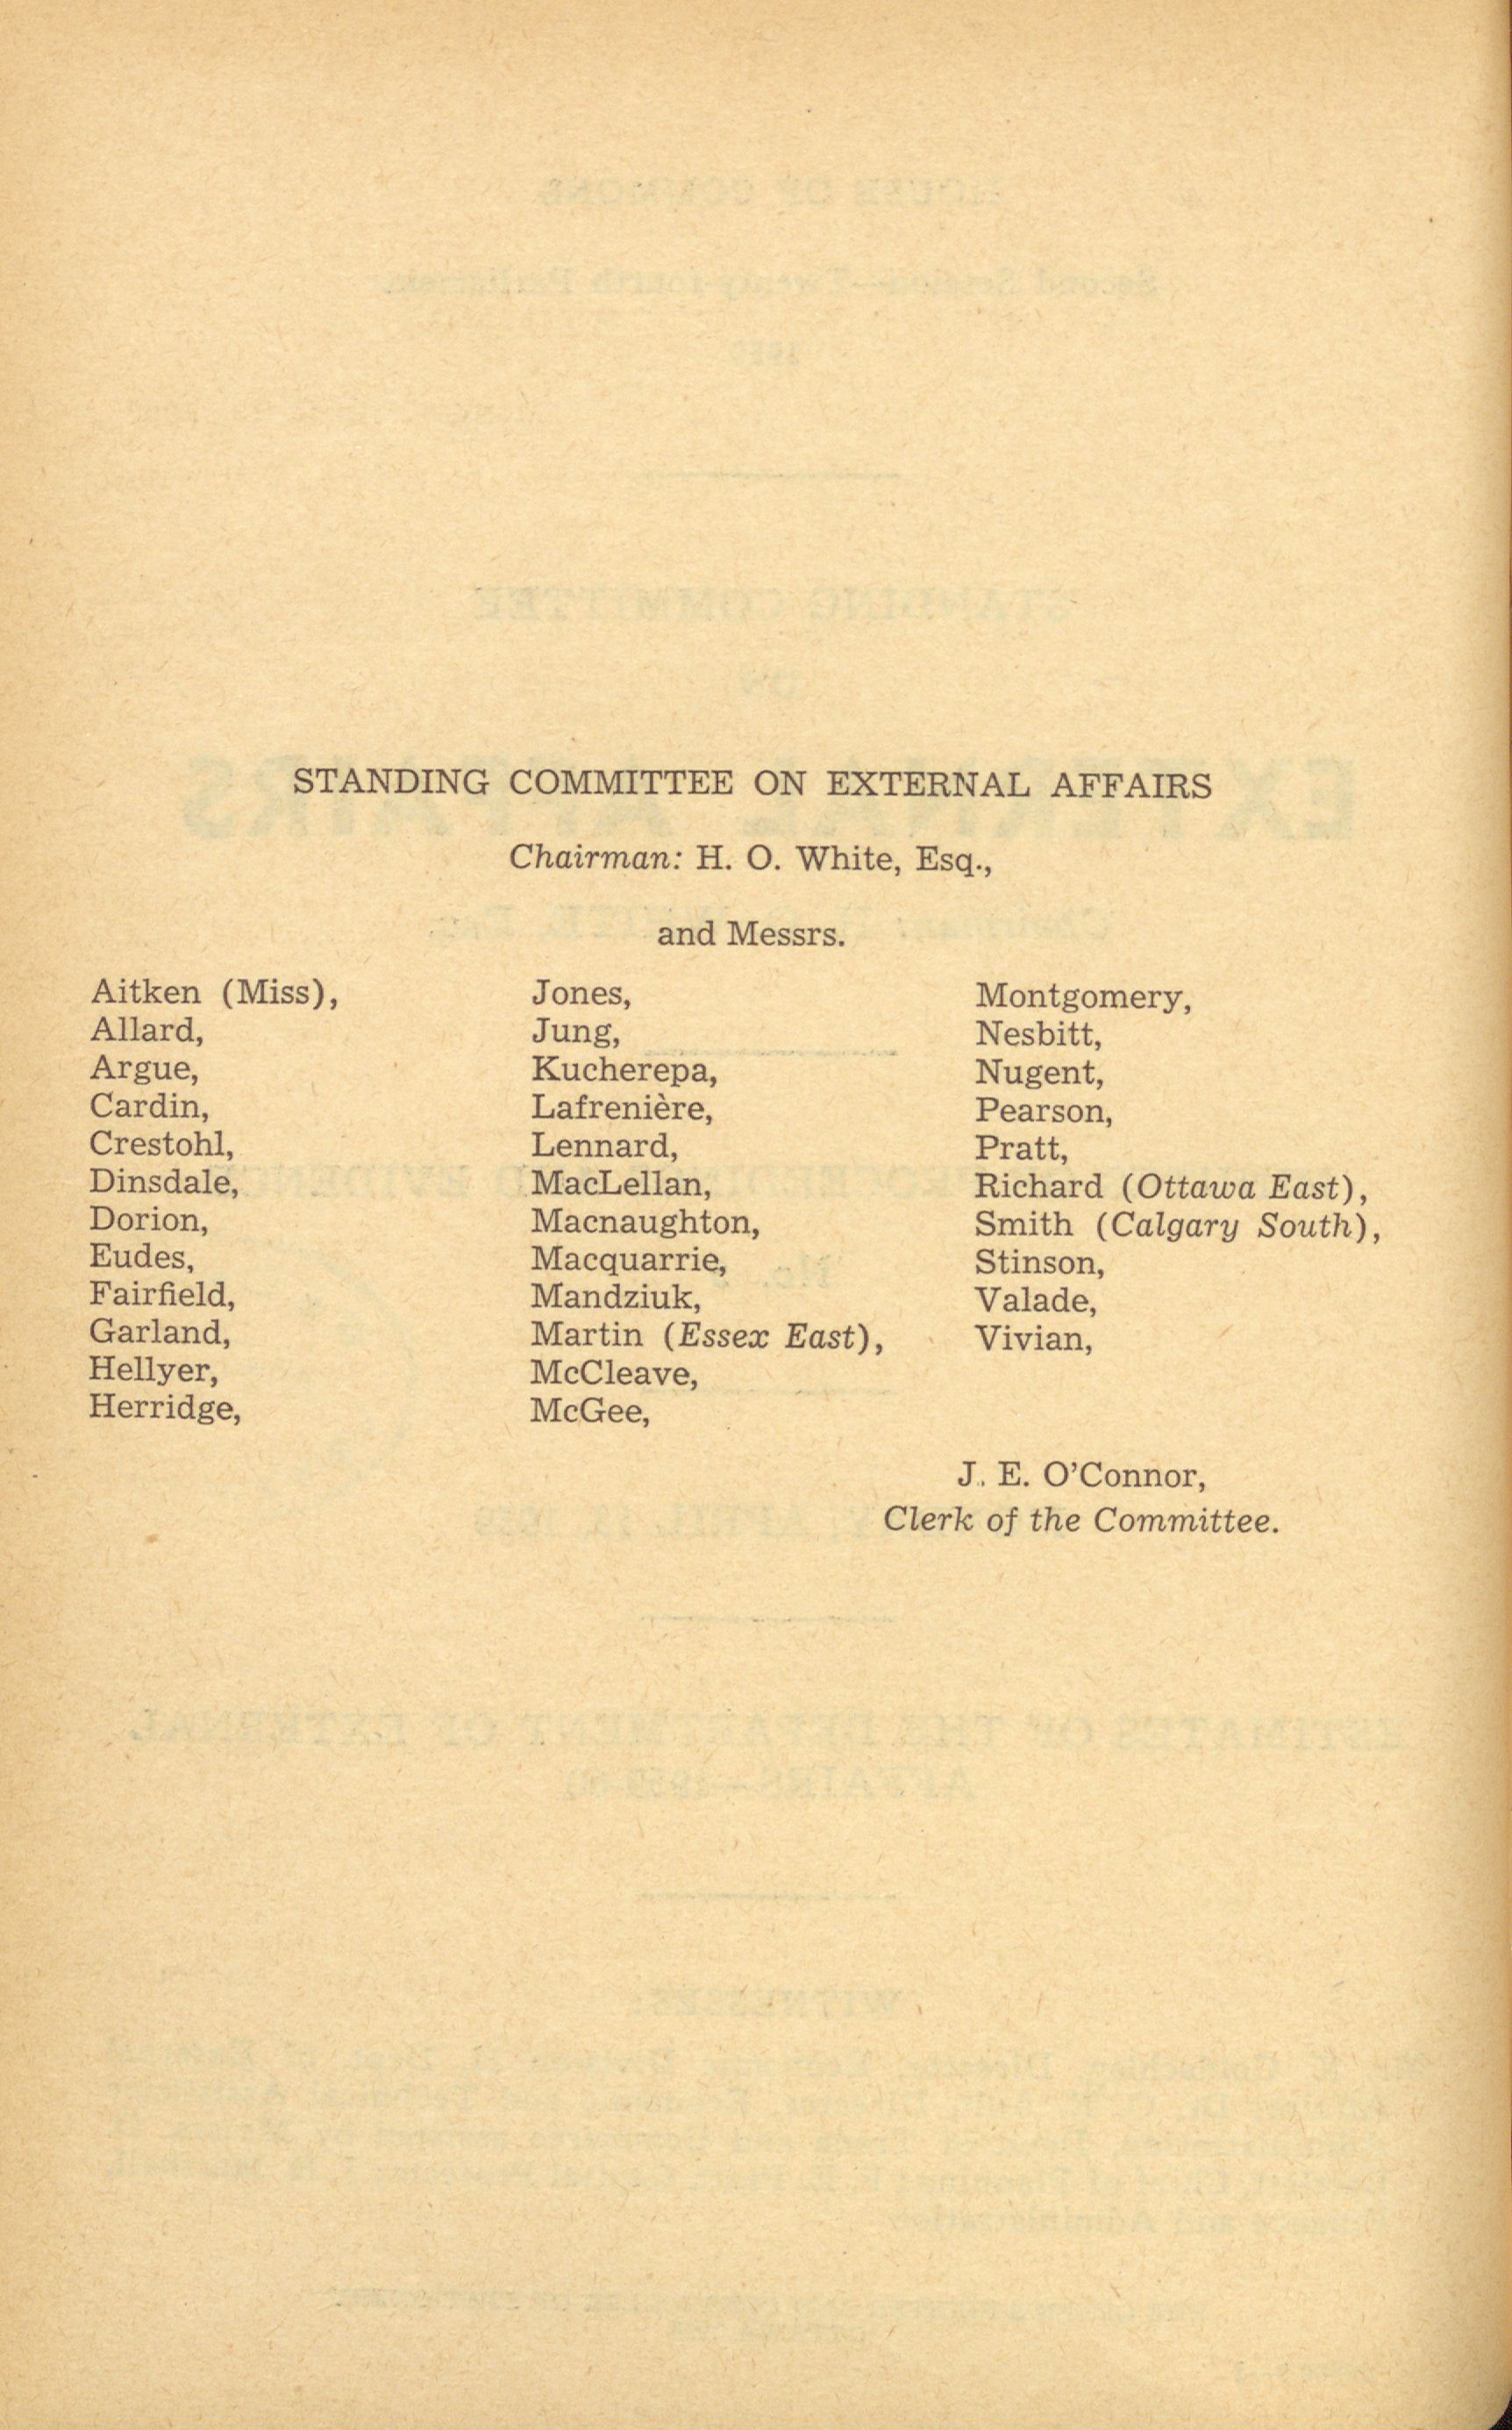 STANDING COMMITTEE ON EXTERNAL AFFAIRS
Chairman: H. O. White, Esq.,
and Messrs.
Aitken (Miss),
Allard,
Argue,
Cardin,
Crestohl,
Dinsdale,
Dorion,
Eudes,
Fairfield,
Garland,
Hellyer,
Herridge,
Jones,
Jung,
Kucherepa,
Lafrenière,
Lennard,
MacLellan,
Macnaughton,
Macquarrie,
Mandziuk,
Martin (Essex East),
McCleave,
McGee,
Montgomery,
Nesbitt,
Nugent,
Pearson,
Pratt,
Richard (Ottawa East),
Smith (Calgary South),
Stinson,
Valade,
Vivian,
J. E. O'Connor,
Clerk of the Committee.